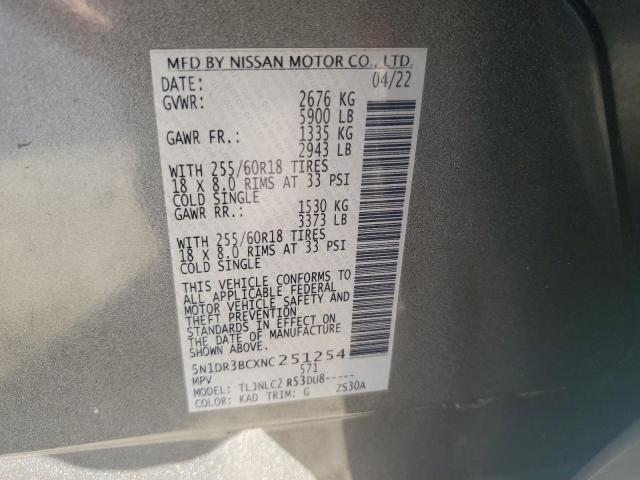 MFD BY NISSAN MOTOR CO., LTD.
DATE: 04/22
GVWR: 2676 KG
5900 LB
GAWR FR.: 1335 KG
2943 LB
WITH 255/60R18 TIRES
18 X 8.0 RIMS AT 33 PSI
COLD SINGLE
GAWR RR.: 1530 KG
3373 LB
WITH 255/60R18 TIRES
18 X 8.0 RIMS AT 33 PSI
COLD SINGLE
THIS VEHICLE CONFORMS TO
ALL APPLICABLE FEDERAL
MOTOR VEHICLE SAFETY AND
THEFT PREVENTION
STANDARDS IN EFFECT ON
THE DATE OF MANUFACTURE
SHOWN ABOVE.
5N1DR3BCXNC251254
MPV 571
MODEL: TLJNLC2 R53DU8-----
COLOR: KAD TRIM: G ZS30A